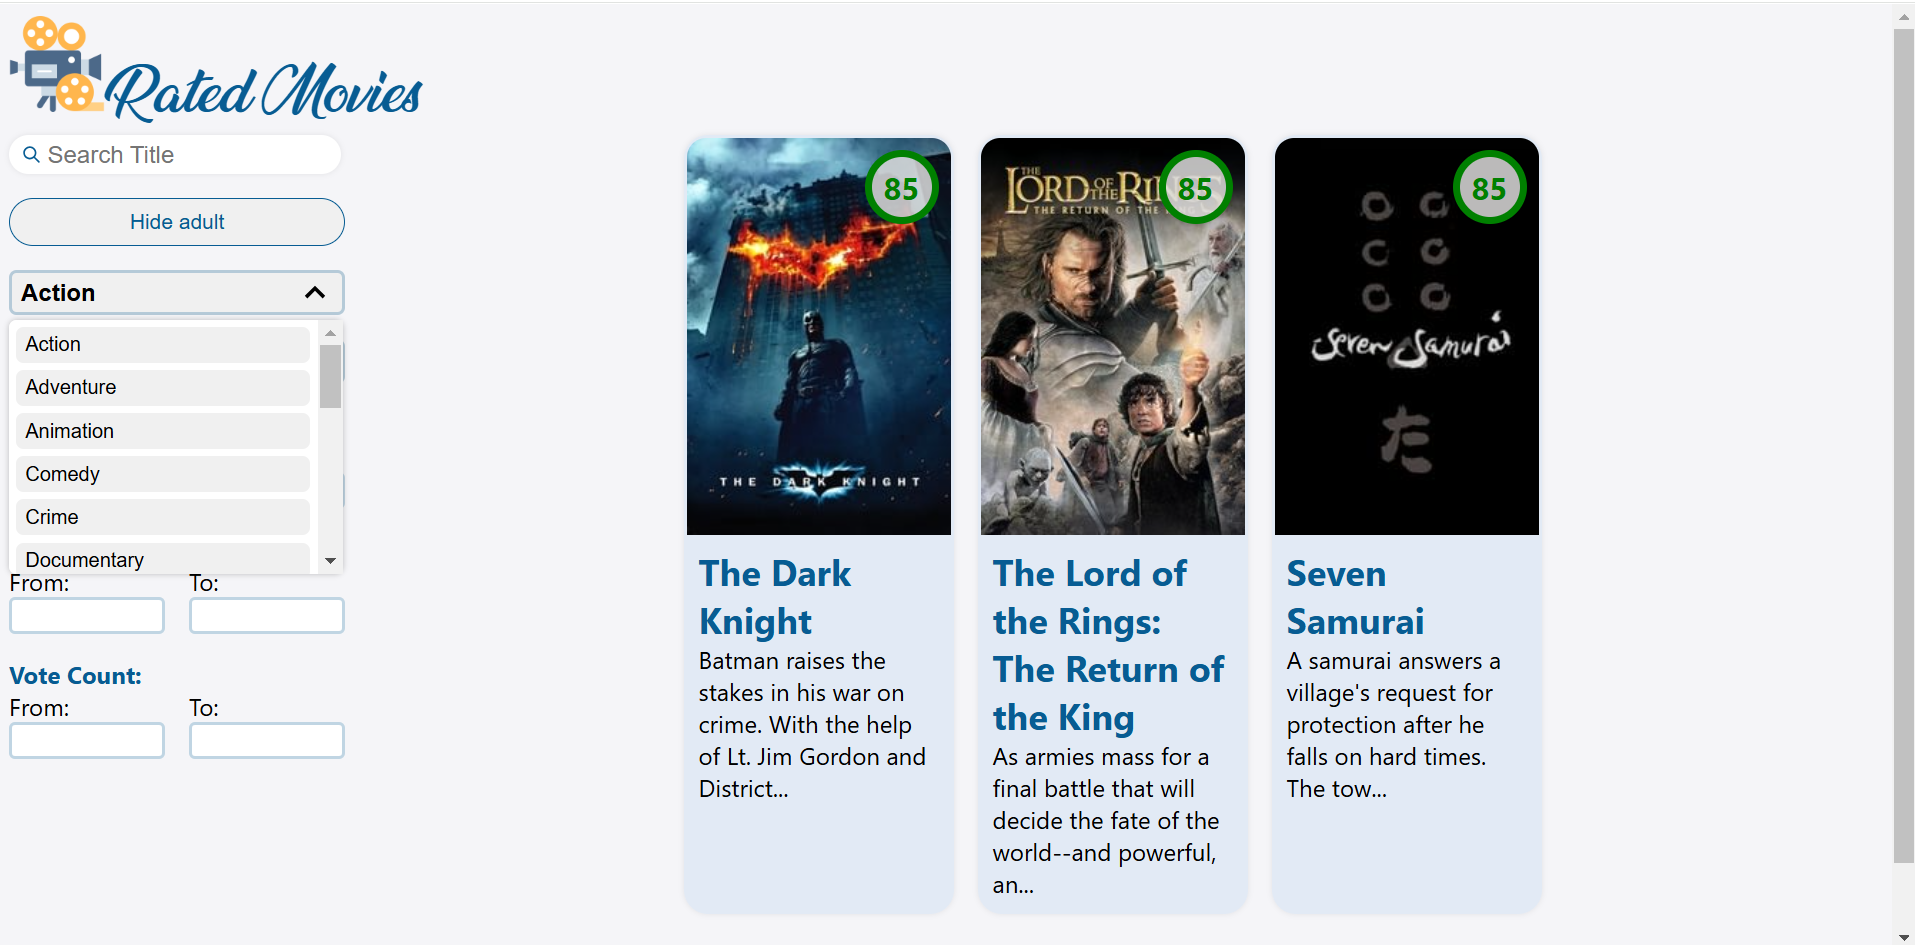 Rated Movies
Search Title
Hide adult
Action
Action
Adventure
Animation
Comedy
Crime
Documentary
From: To:
Vote Count:
From: To:
85
THE DARK KNIGHT
The Dark
Knight
Batman raises the
stakes in his war on
crime. With the help
of Lt. Jim Gordon and
District...
85
THE
LORD OF
THE RINGS
THE RETURN OF THE KING
The Lord of
the Rings:
The Return of
the King
As armies mass for a
final battle that will
decide the fate of the
world--and powerful,
an...
85
Seven Samurai
た
Seven
Samurai
A samurai answers a
village's request for
protection after he
falls on hard times.
The tow...